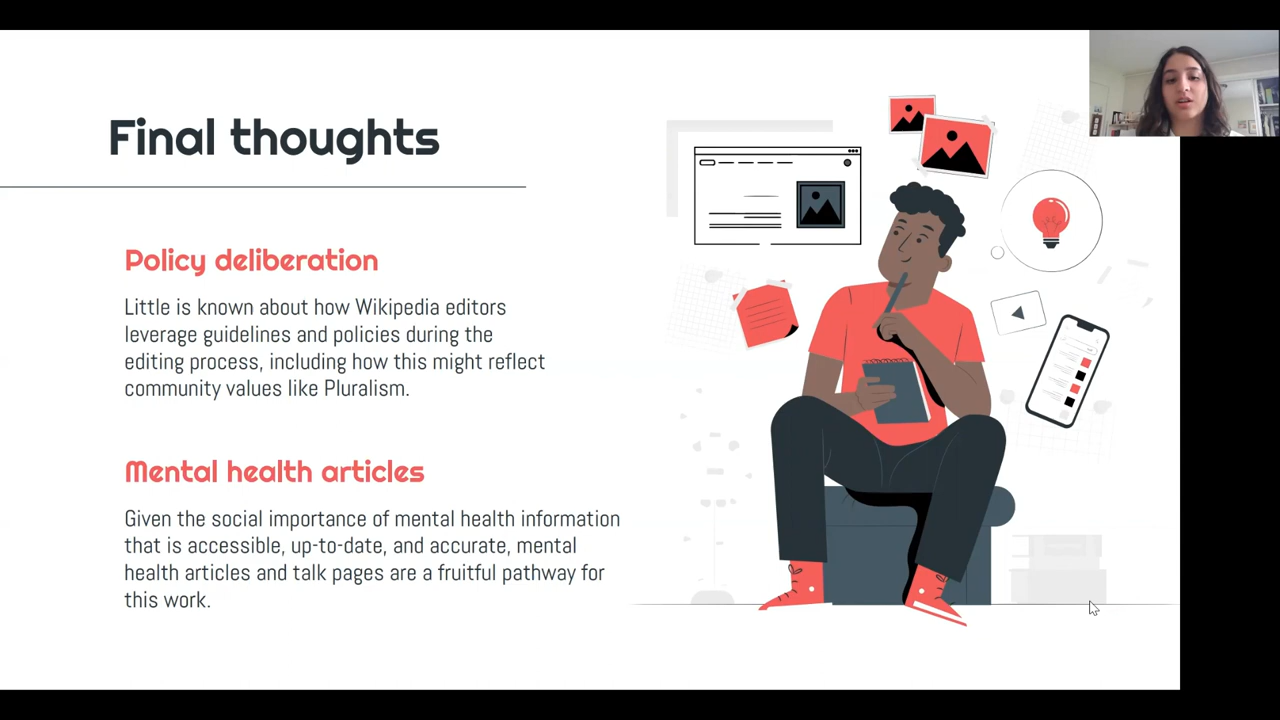 Final thoughts
Policy deliberation
Little is known about how Wikipedia editors
leverage guidelines and policies during the
editing process, including how this might reflect
community values like Pluralism.
Mental health articles
Given the social importance of mental health information
that is accessible, up-to-date, and accurate, mental
health articles and talk pages are a fruitful pathway for
this work.